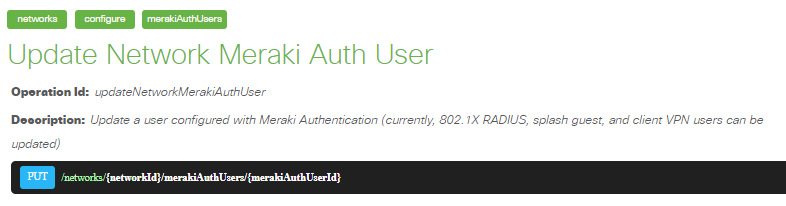 networks configure merakiAuthUsers
Update Network Meraki Auth User
Operation Id: updateNetworkMerakiAuthUser
Description: Update a user configured with Meraki Authentication (currently, 802.1X RADIUS, splash guest, and client VPN users can be
updated)
PUT /networks/{networkId}/merakiAuthUsers/{merakiAuthUserId}